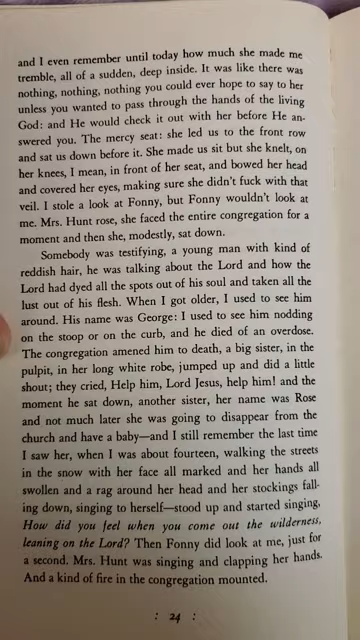 and I even remember until today how much she made me
tremble, all of a sudden, deep inside. It was like there was
nothing, nothing, nothing you could ever hope to say to her
unless you wanted to pass through the hands of the living
God: and He would check it out with her before He an-
swered you. The mercy seat: she led us to the front row
and sat us down before it. She made us sit but she knelt, on
her knees, I mean, in front of her seat, and bowed her head
and covered her eyes, making sure she didn't fuck with that
veil. I stole a look at Fonny, but Fonny wouldn't look at
me. Mrs. Hunt rose, she faced the entire congregation for a
moment and then she, modestly, sat down.
Somebody was testifying, a young man with kind of
reddish hair, he was talking about the Lord and how the
Lord had dyed all the spots out of his soul and taken all the
lust out of his flesh. When I got older, I used to see him
around. His name was George: I used to see him nodding
on the stoop or on the curb, and he died of an overdose.
The congregation amened him to death, a big sister, in the
pulpit, in her long white robe, jumped up and did a little
shout; they cried, Help him, Lord Jesus, help him! and the
moment he sat down, another sister, her name was Rose
and not much later she was going to disappear from the
church and have a baby—and I still remember the last time
I saw her, when I was about fourteen, walking the streets
in the snow with her face all marked and her hands all
swollen and a rag around her head and her stockings fall-
ing down, singing to herself—stood up and started singing,
How did you feel when you come out the wilderness,
leaning on the Lord? Then Fonny did look at me, just for
a second. Mrs. Hunt was singing and clapping her hands.
And a kind of fire in the congregation mounted.
: 24 :